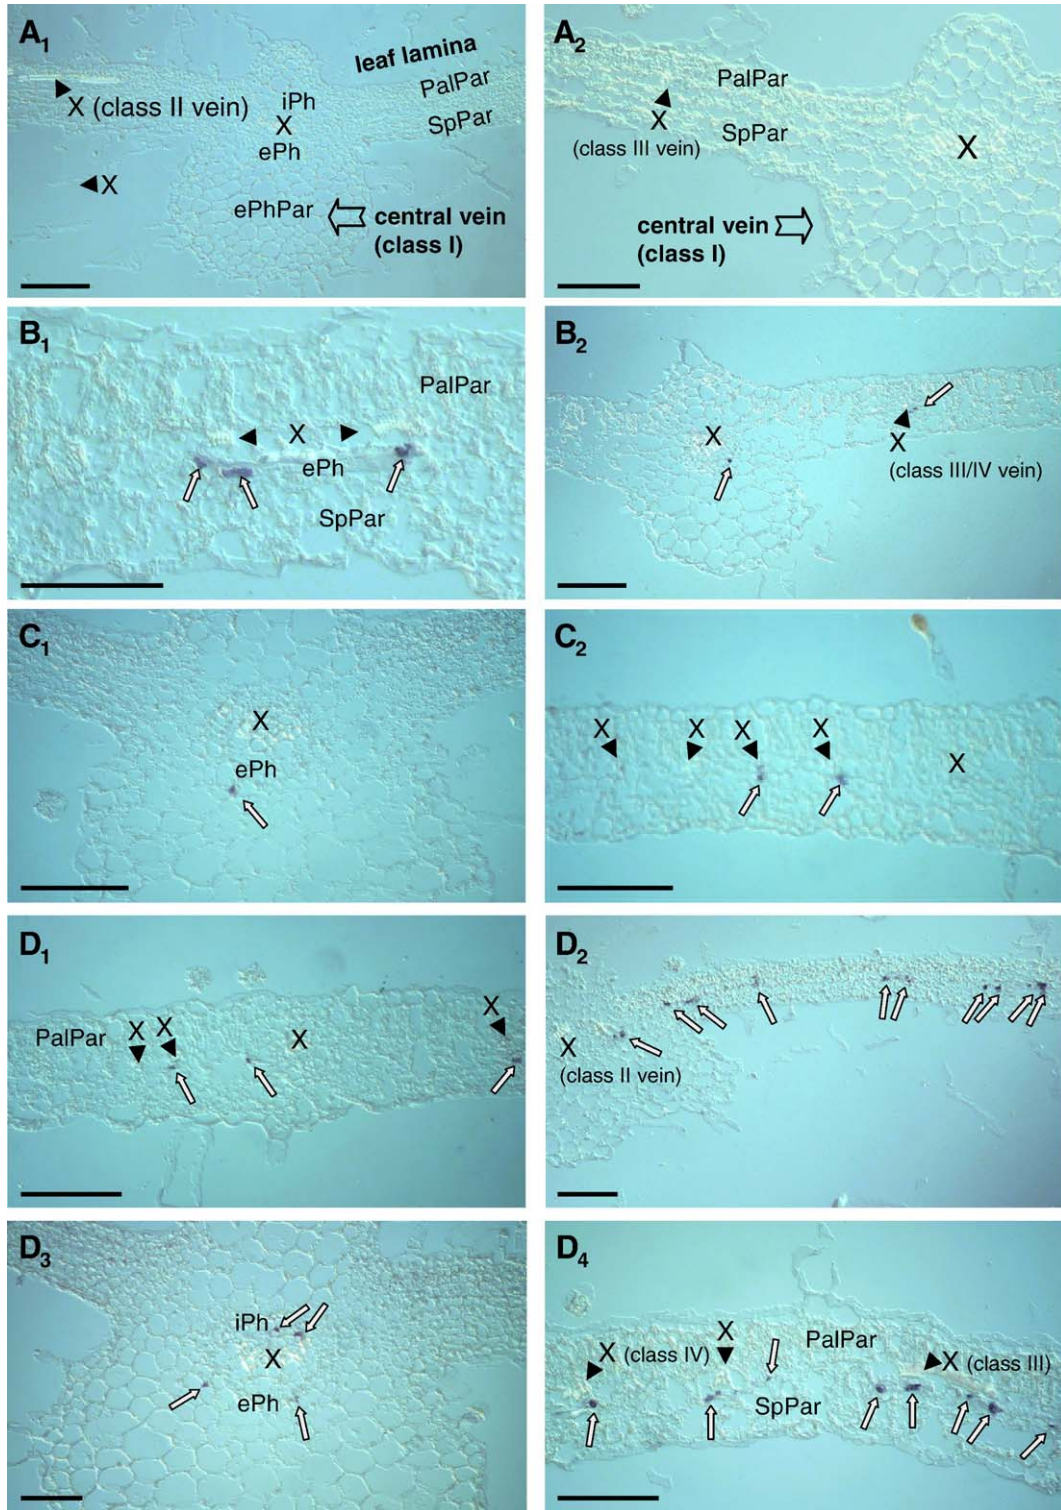 A1
leaf lamina
X (class II vein)
iPh
PalPar
X
SpPar
ePh
X
ePhPar
central vein
(class I)
A2
PalPar
X
SpPar
(class III vein)
X
central vein
(class I)
B1
PalPar
X
ePh
SpPar
B2
X
X
(class III/IV vein)
C1
X
ePh
C2
X
X
X
X
X
D1
PalPar
X
X
X
X
D2
X
(class II vein)
D3
iPh
X
ePh
D4
X (class IV)
X
PalPar
X (class III)
SpPar